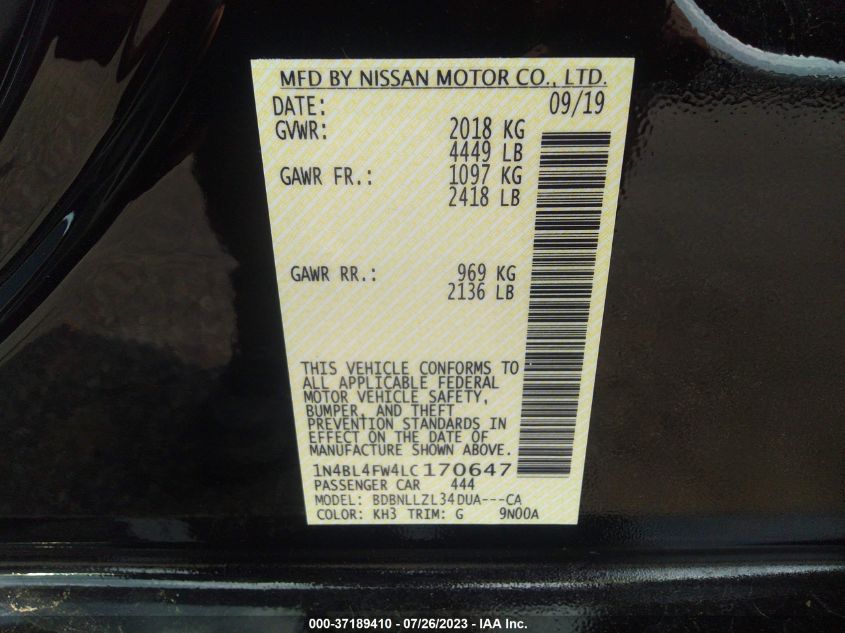 MFD BY NISSAN MOTOR CO., LTD.
DATE: 09/19
GVWR: 2018 KG
4449 LB
GAWR FR.: 1097 KG
2418 LB
GAWR RR.: 969 KG
2136 LB
THIS VEHICLE CONFORMS TO
ALL APPLICABLE FEDERAL
MOTOR VEHICLE SAFETY,
BUMPER, AND THEFT
PREVENTION STANDARDS IN
EFFECT ON THE DATE OF
MANUFACTURE SHOWN ABOVE.
1N4BL4FW4LC170647
PASSENGER CAR 444
MODEL: BDBNLLZL34DUA---CA
COLOR: KH3 TRIM: G 9N00A
000-37189410 / 07/26/2023 - IAA Inc.